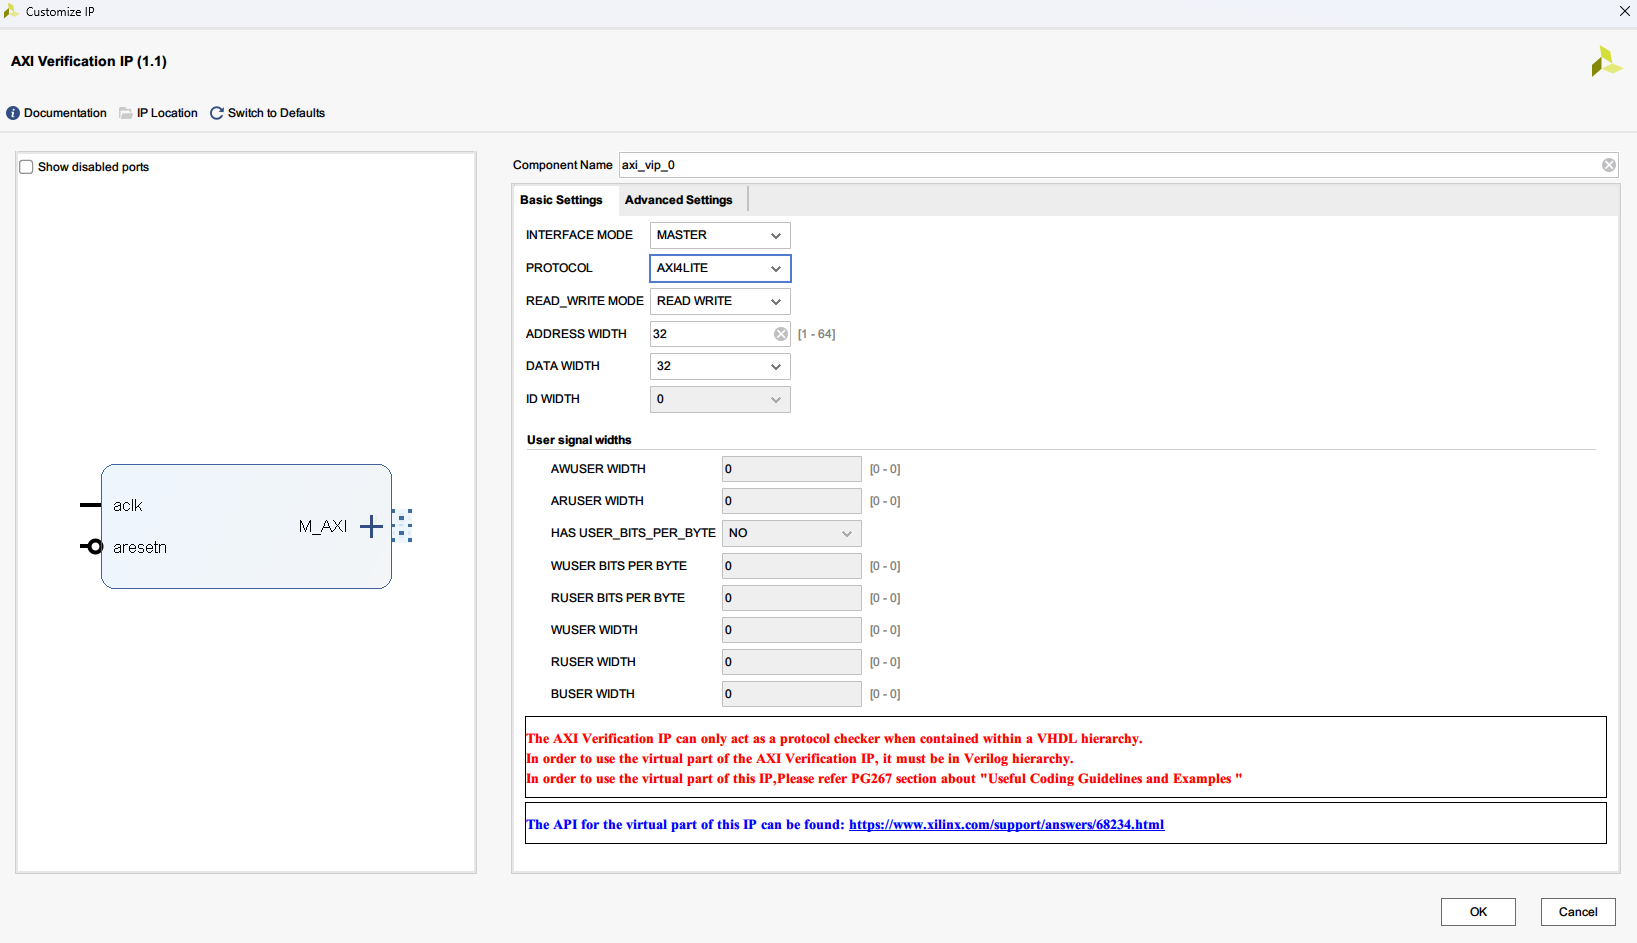 Customize IP
AXI Verification IP (1.1)
Documentation IP Location Switch to Defaults
Show disabled ports
aclk
aresetn
M_AXI
Component Name axi_vip_0
Basic Settings Advanced Settings
INTERFACE MODE MASTER
PROTOCOL AXI4LITE
READ_WRITE MODE READ WRITE
ADDRESS WIDTH 32 [1 - 64]
DATA WIDTH 32
ID WIDTH 0
User signal widths
AWUSER WIDTH 0 [0 - 0]
ARUSER WIDTH 0 [0 - 0]
HAS USER_BITS_PER_BYTE NO
WUSER BITS PER BYTE 0 [0 - 0]
RUSER BITS PER BYTE 0 [0 - 0]
WUSER WIDTH 0 [0 - 0]
RUSER WIDTH 0 [0 - 0]
BUSER WIDTH 0 [0 - 0]
The AXI Verification IP can only act as a protocol checker when contained within a VHDL hierarchy.
In order to use the virtual part of the AXI Verification IP, it must be in Verilog hierarchy.
In order to use the virtual part of this IP,Please refer PG267 section about "Useful Coding Guidelines and Examples "
The API for the virtual part of this IP can be found: https://www.xilinx.com/support/answers/68234.html
OK Cancel